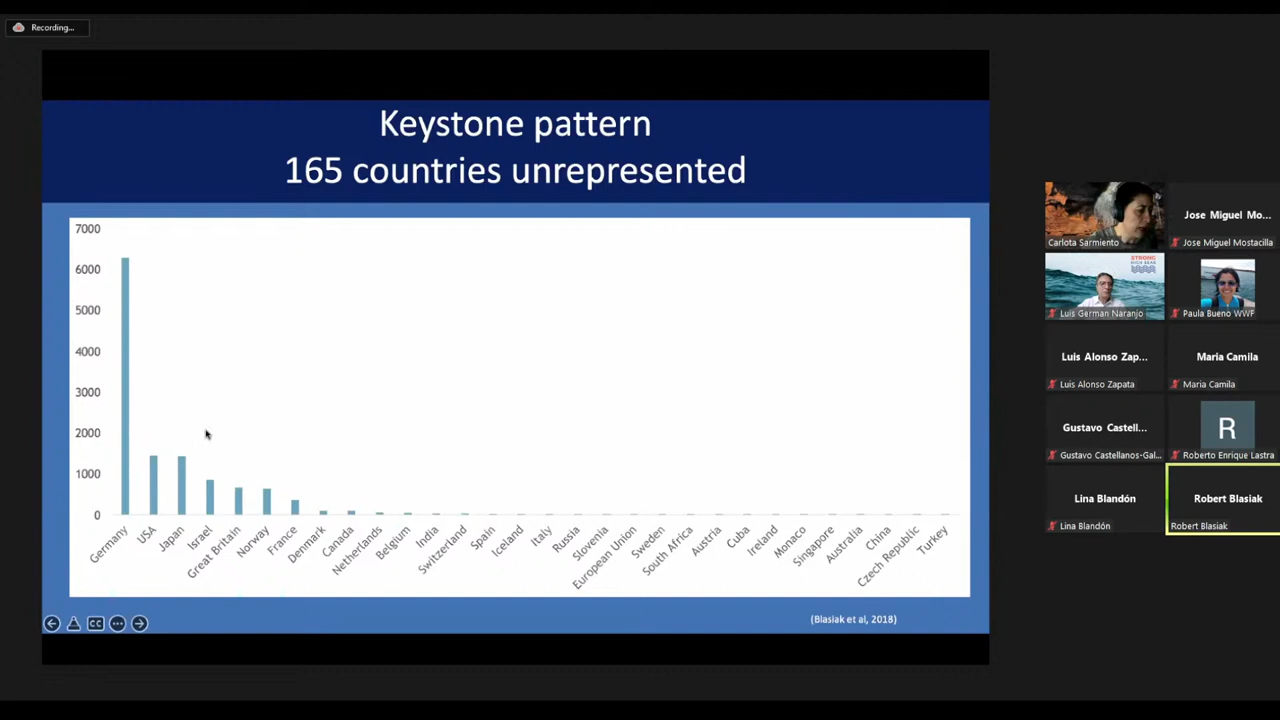 Recording...
Keystone pattern
165 countries unrepresented
7000
6000
5000
4000
3000
2000
1000
0
Germany
USA
Japan
Israel
Great Britain
Norway
France
Denmark
Canada
Netherlands
Belgium
India
Switzerland
Spain
Iceland
Italy
Russia
Slovenia
European Union
Sweden
South Africa
Austria
Cuba
Ireland
Monaco
Singapore
Australia
China
Czech Republic
Turkey
CC
(Blasiak et al, 2018)
Carlota Sarmiento
Jose Miguel Mo...
Jose Miguel Mostacilla
STRONG
HIGH SEAS
Luis German Naranjo
Paula Bueno WWF
Luis Alonso Zap...
Luis Alonso Zapata
Maria Camila
Maria Camila
Gustavo Castell...
Gustavo Castellanos-Gal...
R
Roberto Enrique Lastra
Lina Blandón
Lina Blandón
Robert Blasiak
Robert Blasiak